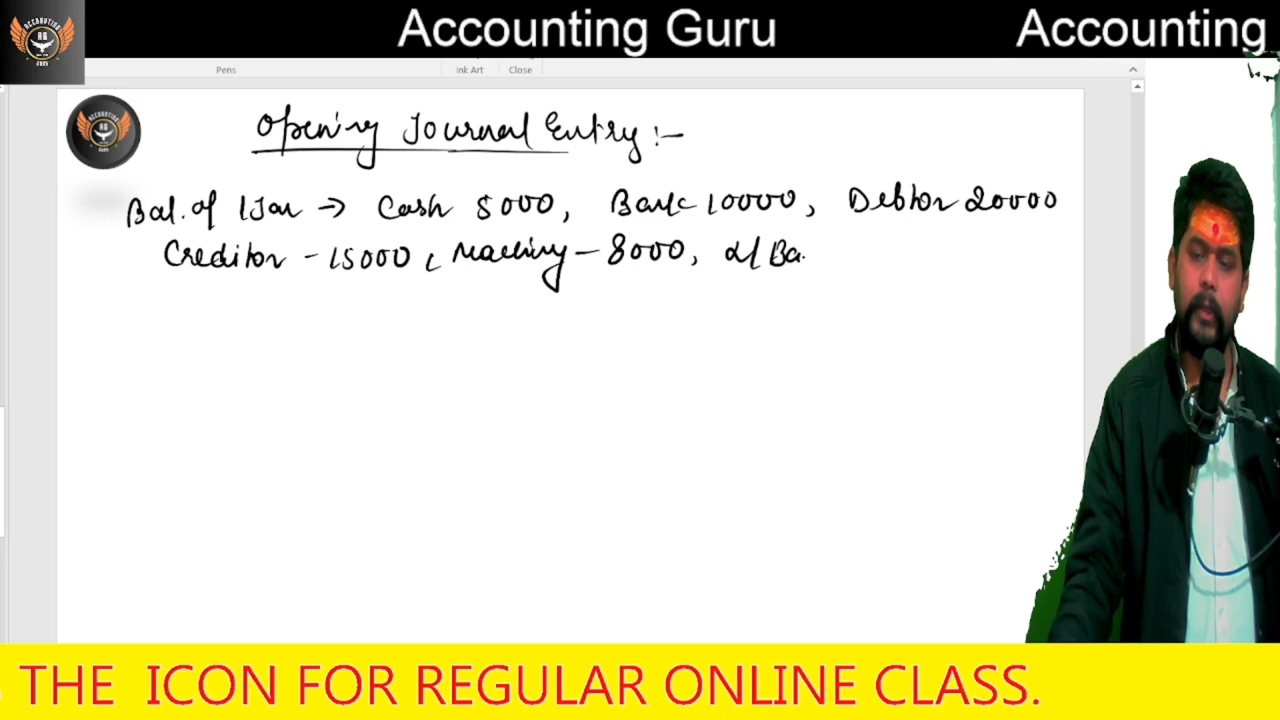 Accounting Guru
Accounting
Pens
Ink Art
Close
Opening Journal Entry :-
Bal. of 1 Jan → Cash 5000, Bank 10000, Debtor 20000
Creditor - 15000, Machiny - 8000, o/Ba
THE ICON FOR REGULAR ONLINE CLASS.